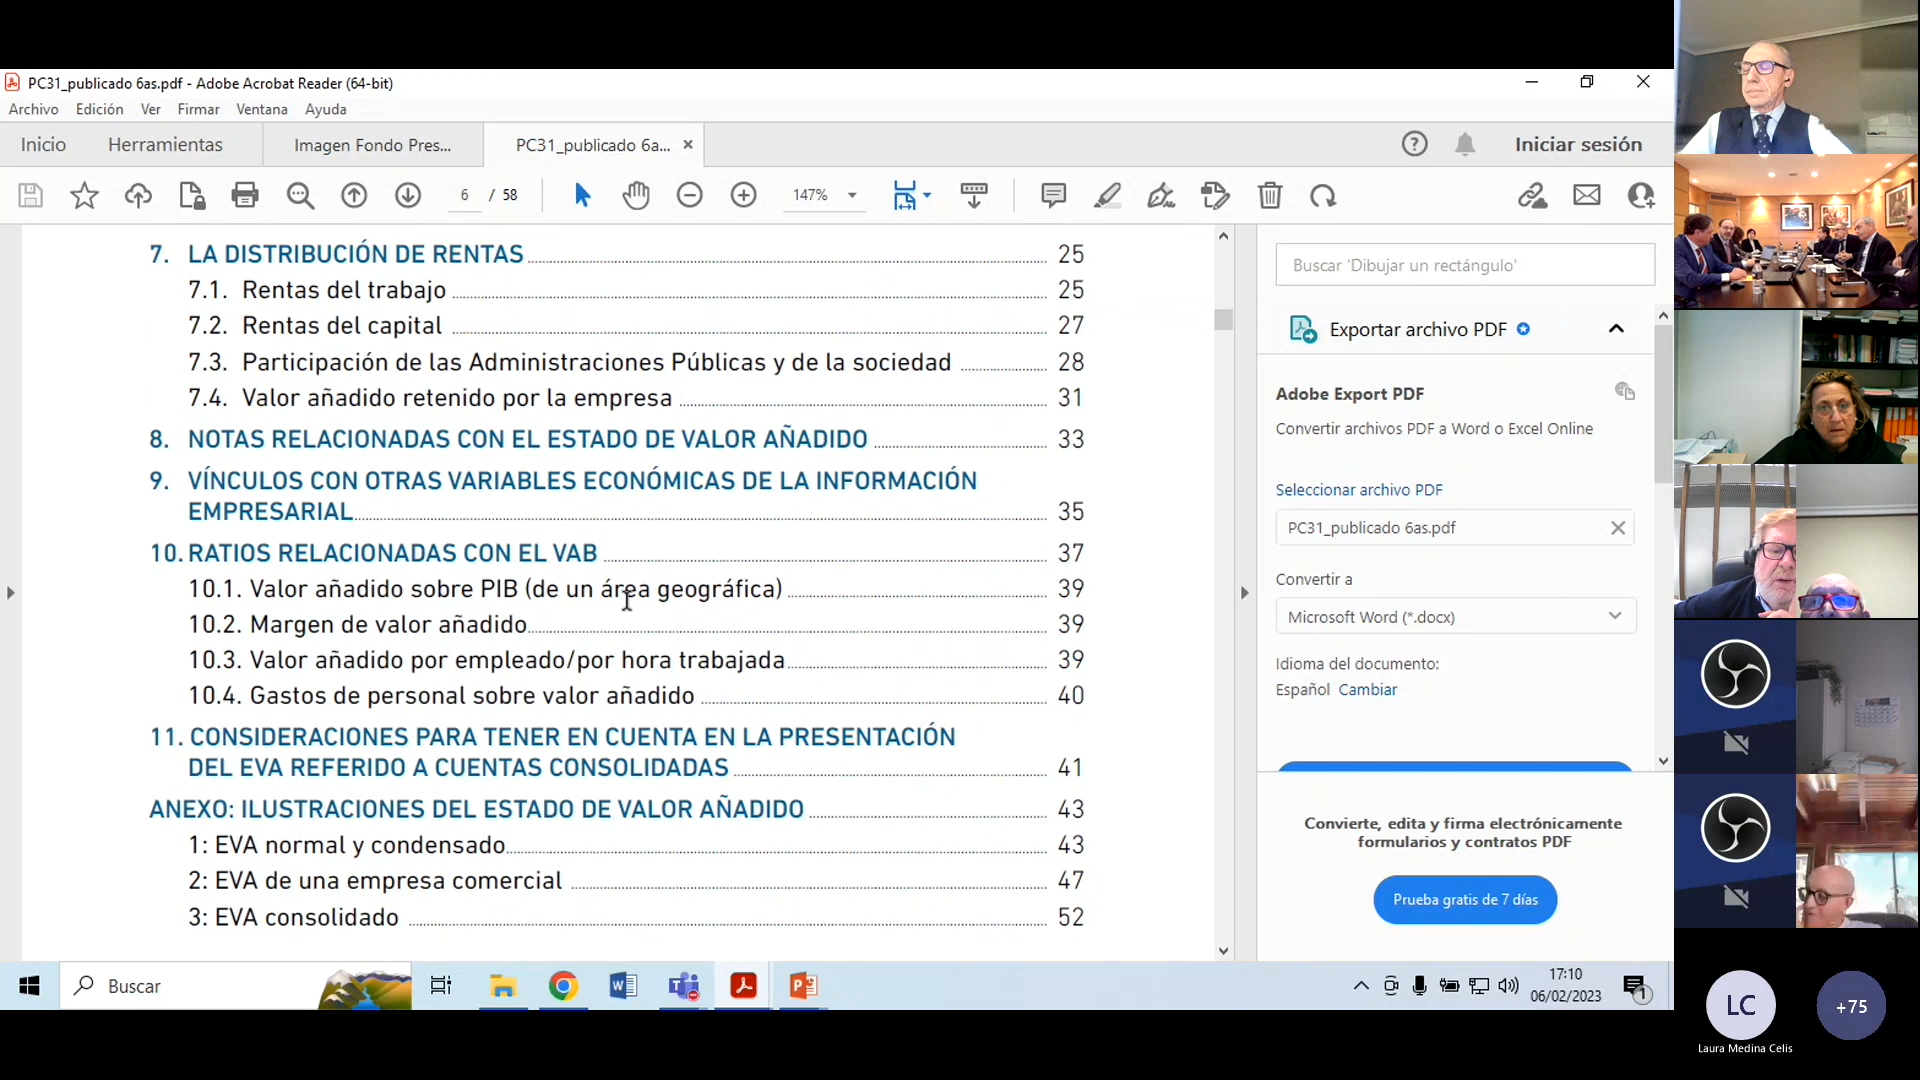 PC31_publicado 6as.pdf - Adobe Acrobat Reader (64-bit)
Archivo Edición Ver Firmar Ventana Ayuda
Inicio Herramientas Imagen Fondo Pres... PC31_publicado 6a... Iniciar sesión
6 / 58 147%
7. LA DISTRIBUCIÓN DE RENTAS 25
7.1. Rentas del trabajo 25
7.2. Rentas del capital 27
7.3. Participación de las Administraciones Públicas y de la sociedad 28
7.4. Valor añadido retenido por la empresa 31
8. NOTAS RELACIONADAS CON EL ESTADO DE VALOR AÑADIDO 33
9. VÍNCULOS CON OTRAS VARIABLES ECONÓMICAS DE LA INFORMACIÓN
EMPRESARIAL 35
10. RATIOS RELACIONADAS CON EL VAB 37
10.1. Valor añadido sobre PIB (de un área geográfica) 39
10.2. Margen de valor añadido 39
10.3. Valor añadido por empleado/por hora trabajada 39
10.4. Gastos de personal sobre valor añadido 40
11. CONSIDERACIONES PARA TENER EN CUENTA EN LA PRESENTACIÓN
DEL EVA REFERIDO A CUENTAS CONSOLIDADAS 41
ANEXO: ILUSTRACIONES DEL ESTADO DE VALOR AÑADIDO 43
1: EVA normal y condensado 43
2: EVA de una empresa comercial 47
3: EVA consolidado 52
Buscar 'Dibujar un rectángulo'
Exportar archivo PDF
Adobe Export PDF
Convertir archivos PDF a Word o Excel Online
Seleccionar archivo PDF
PC31_publicado 6as.pdf
Convertir a
Microsoft Word (*.docx)
Idioma del documento:
Español Cambiar
Convierte, edita y firma electrónicamente
formularios y contratos PDF
Prueba gratis de 7 días
Buscar
17:10
06/02/2023
1
LC
Laura Medina Celis
+75